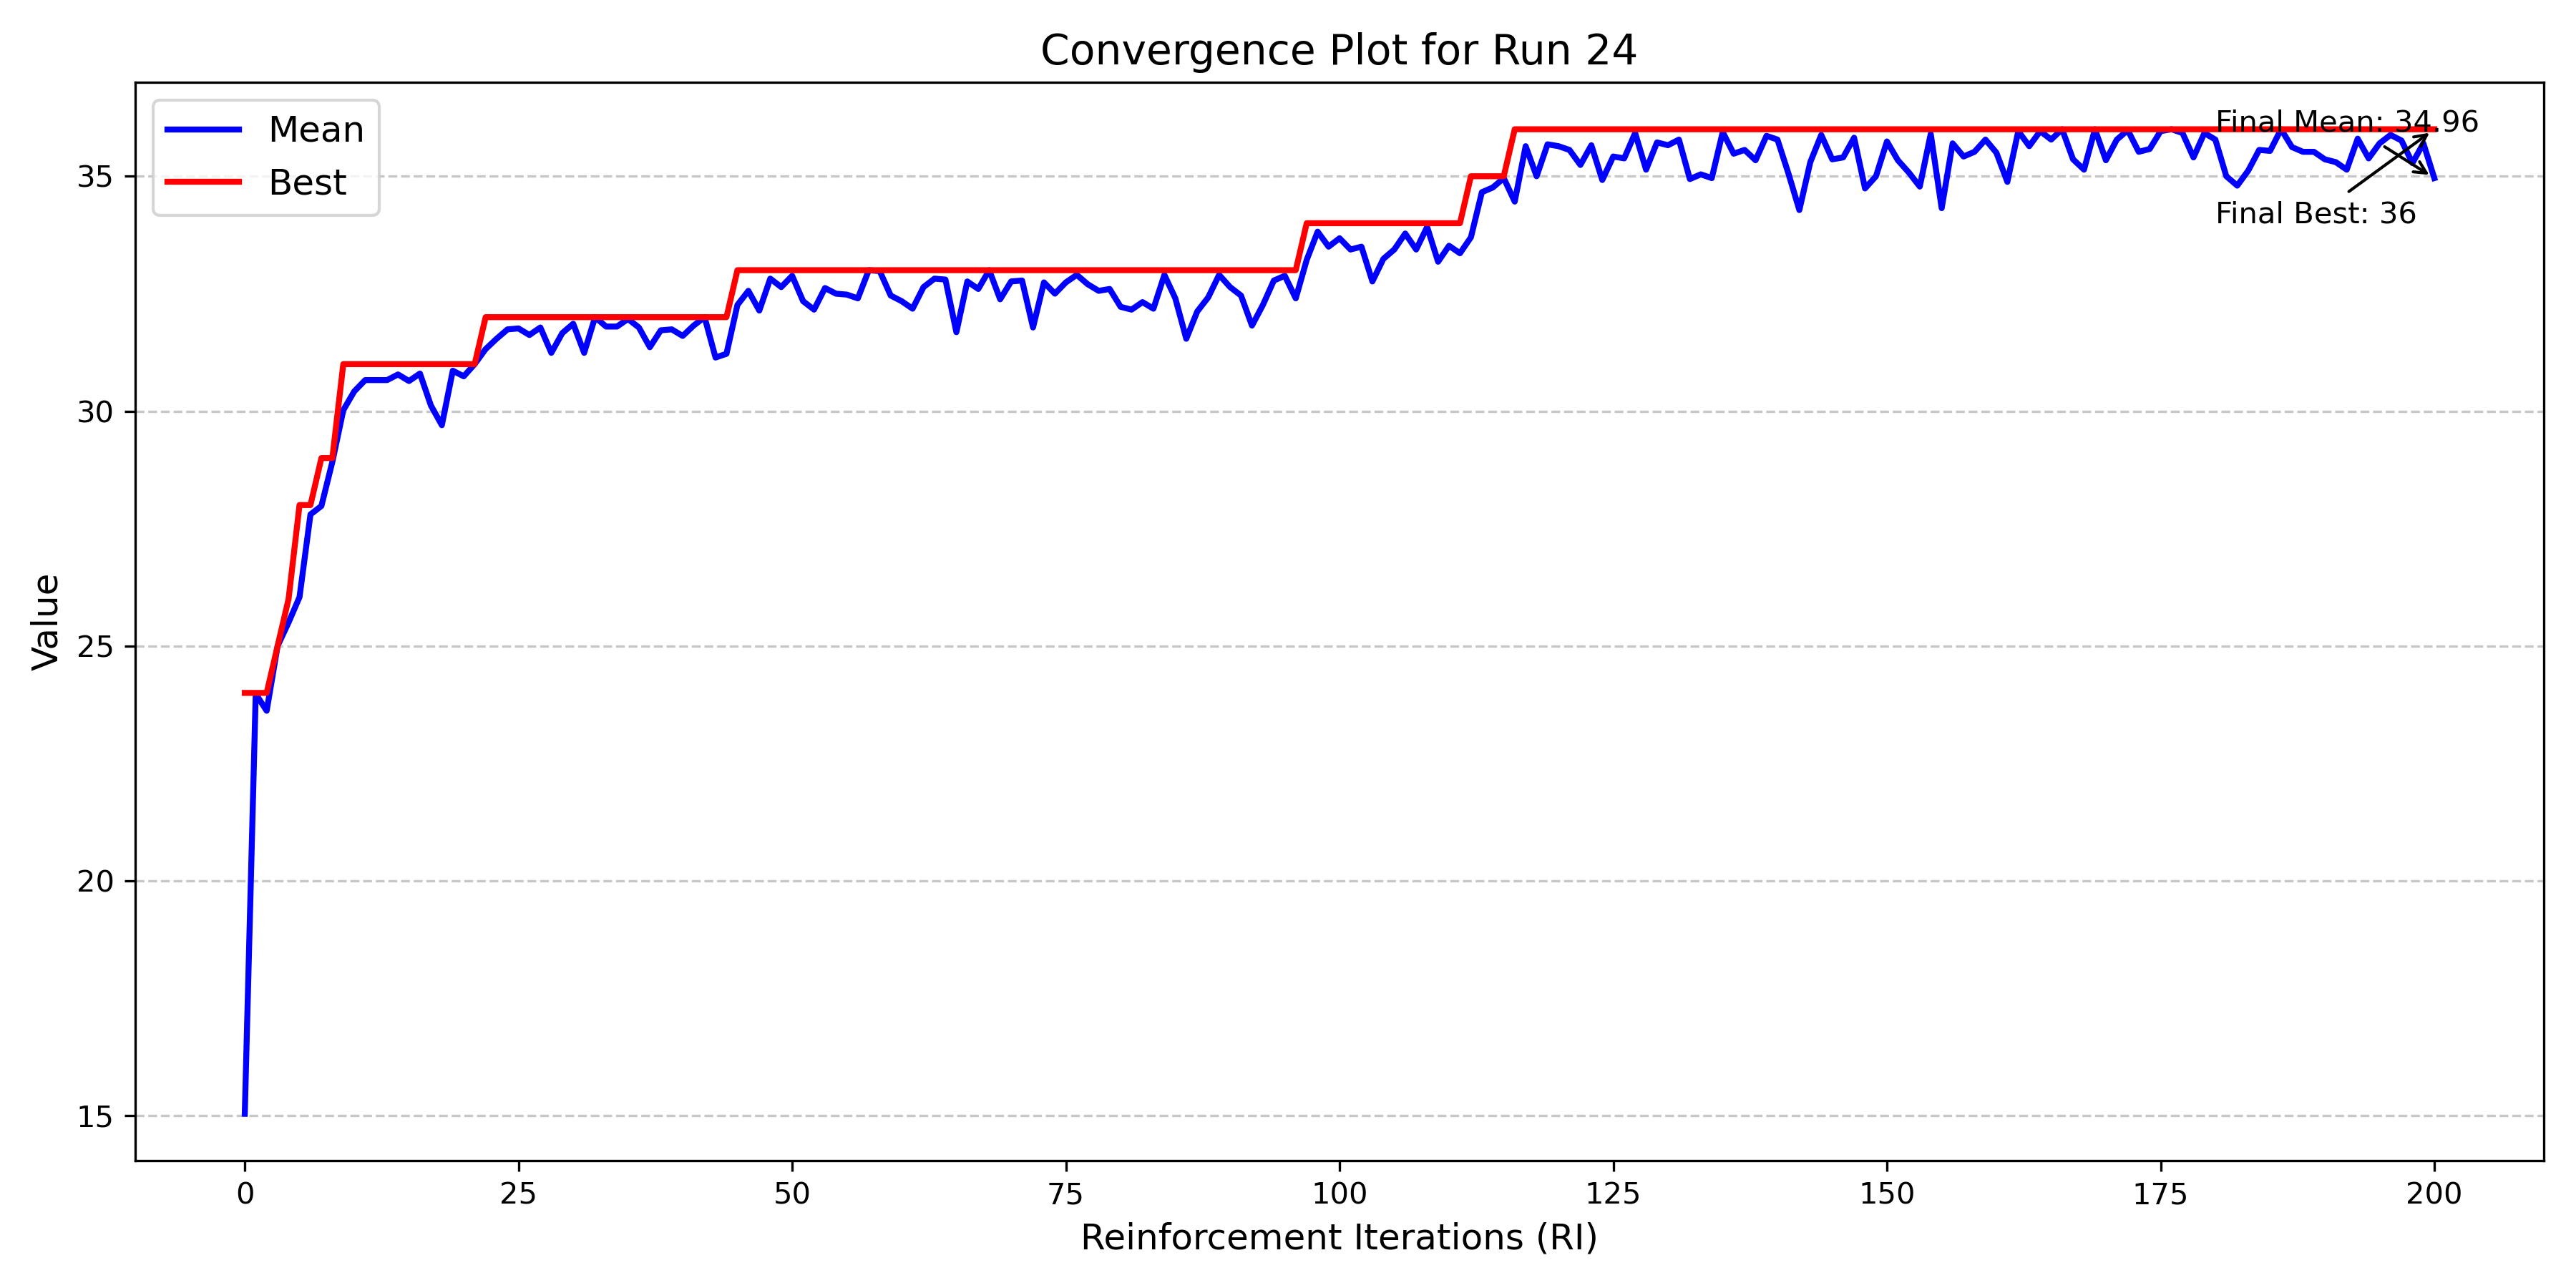 Convergence Plot for Run 24
Mean
Best
Final Mean: 34.96
Final Best: 36
Value
35
30
25
20
15
0 25 50 75 100 125 150 175 200
Reinforcement Iterations (RI)